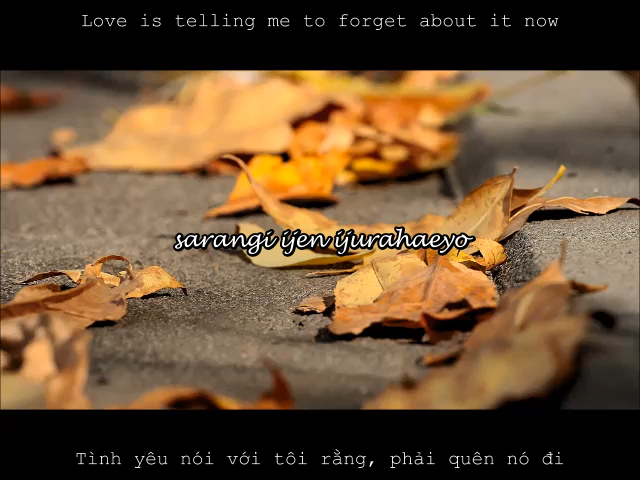 Love is telling me to forget about it now
sarangi ijen ijurahaeyo
Tình yêu nói với tôi rằng, phải quên nó đi